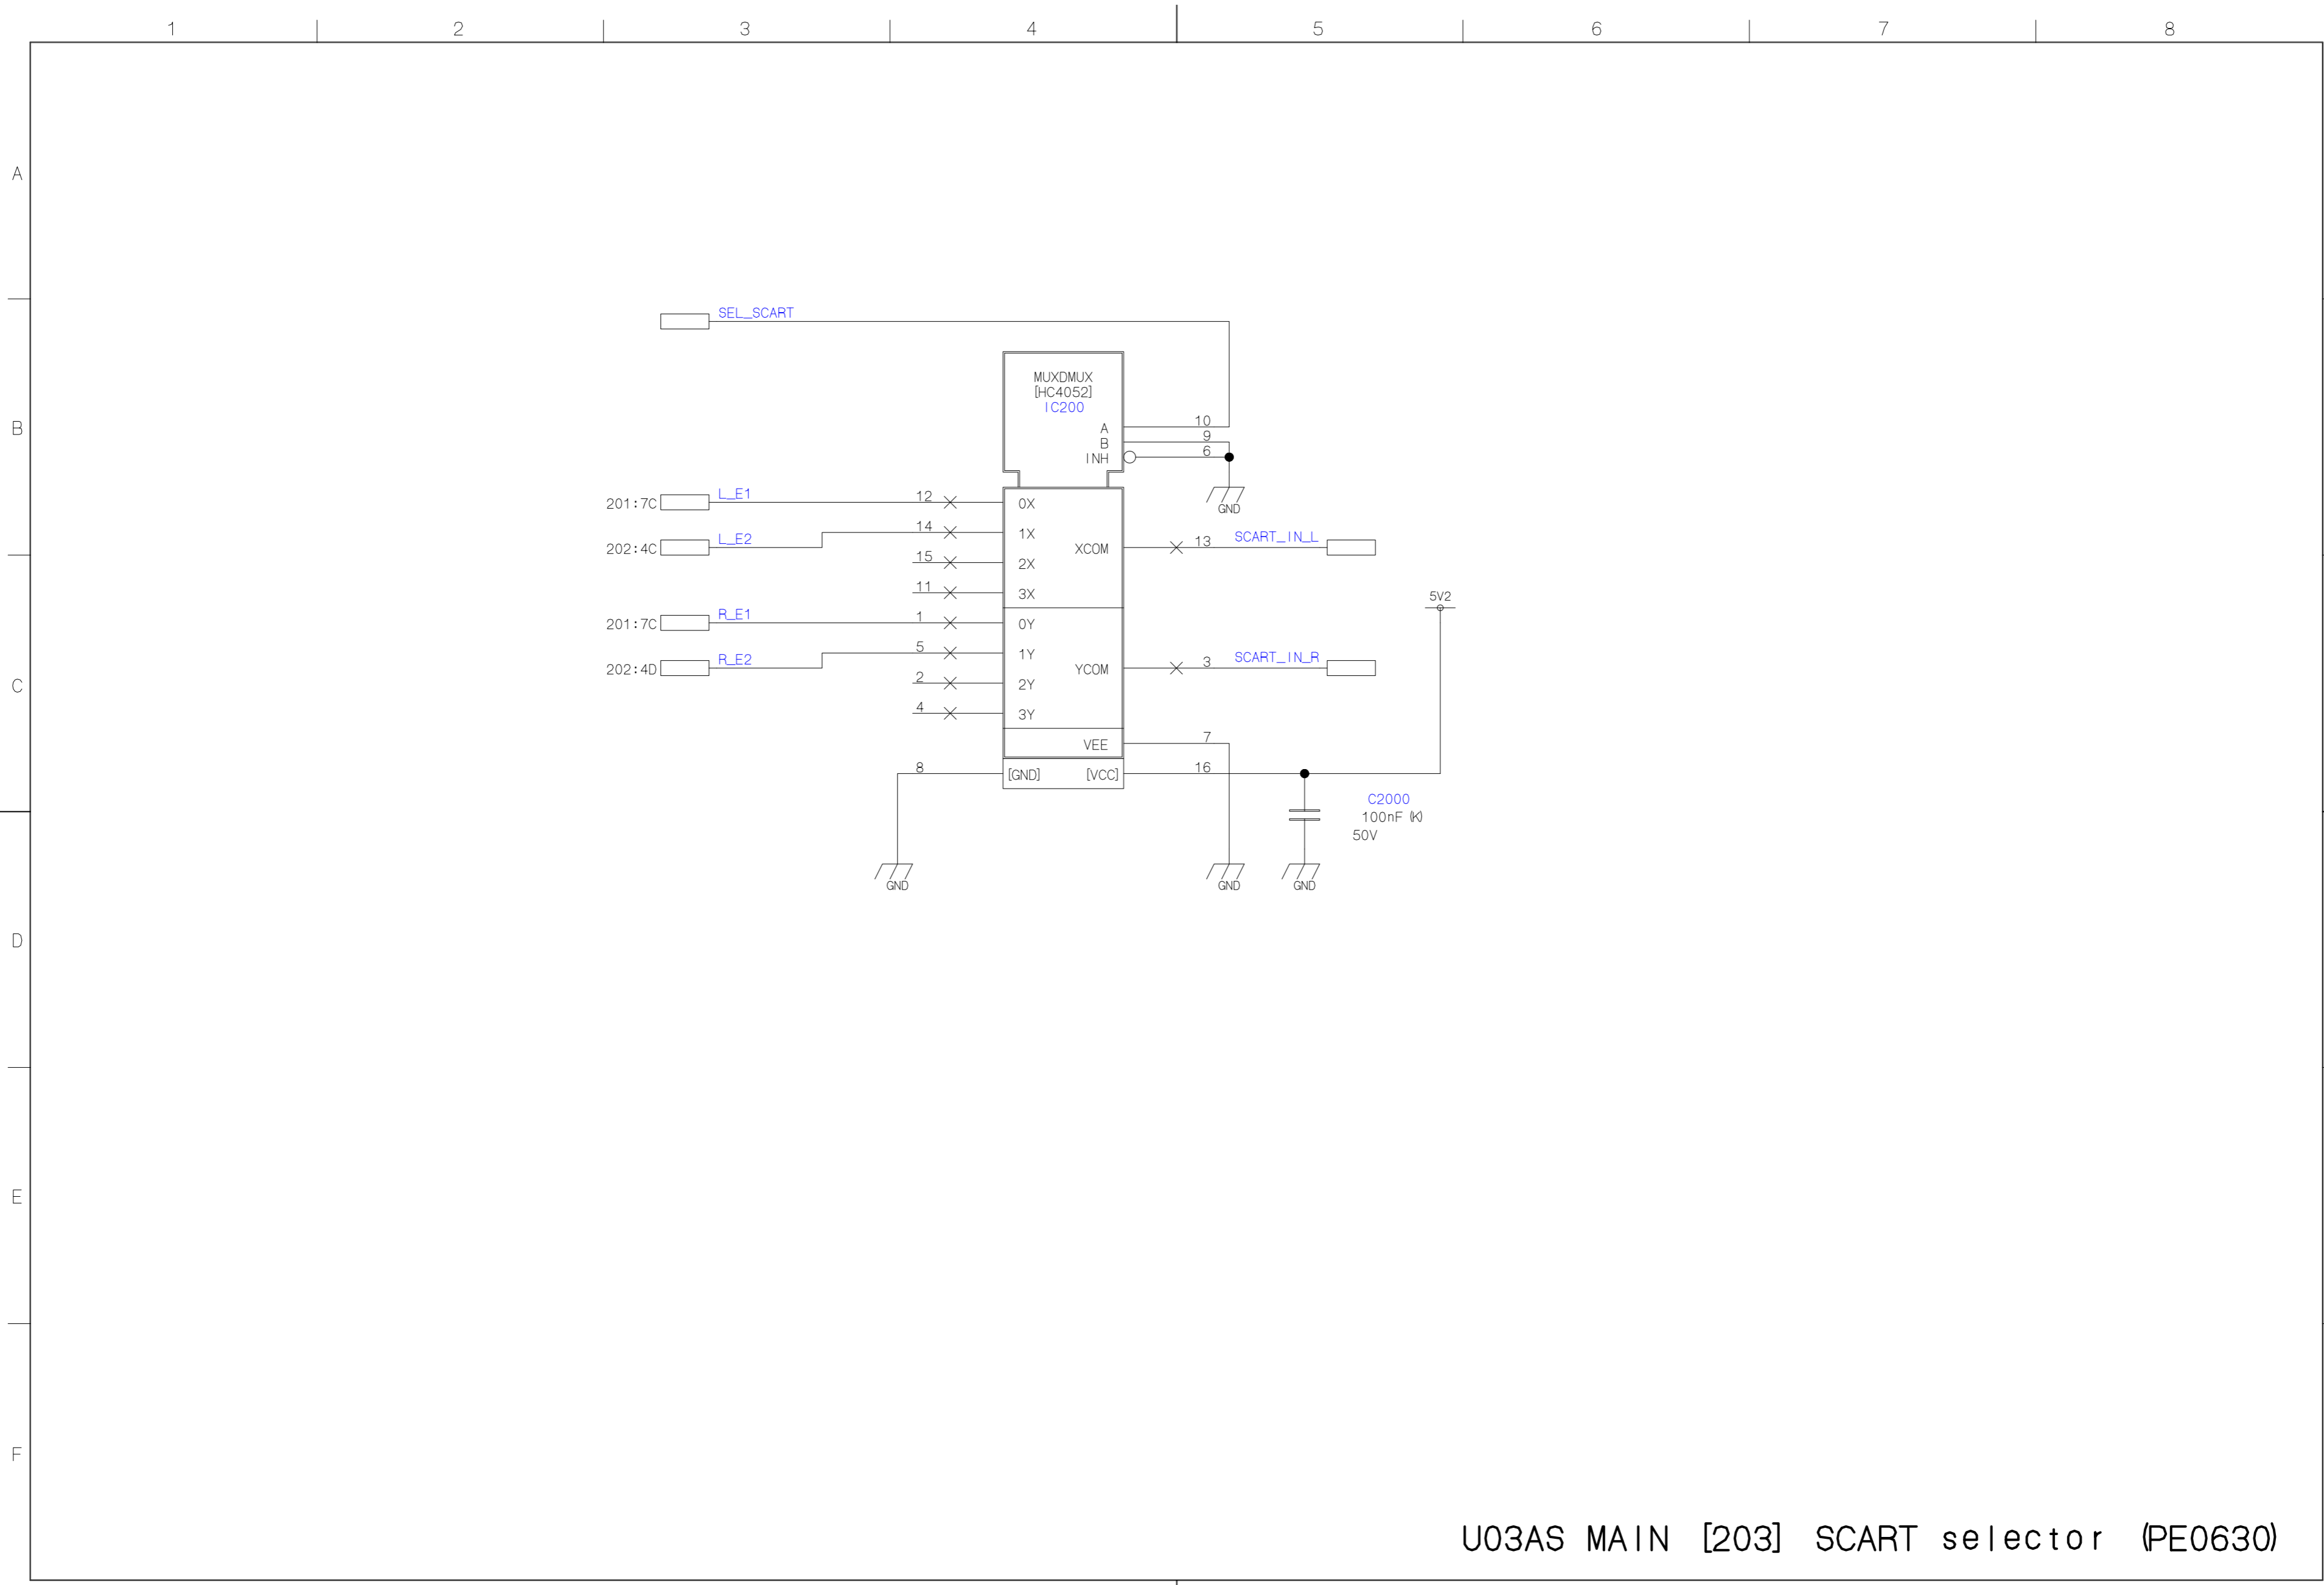 1 2 3 4 5 6 7 8
A
SEL_SCART
MUXDMUX
[HC4052]
IC200
B
A 10
B 9
INH 6
GND
201:7C L_E1 12 0X
202:4C L_E2 14 1X
XCOM 13 SCART_IN_L
15 2X
11 3X
5V2
201:7C R_E1 1 0Y
5 1Y
202:4D R_E2 YCOM 3 SCART_IN_R
C
2 2Y
4 3Y
VEE 7
8 [GND] [VCC] 16
C2000
100nF (K)
50V
GND GND GND
D
E
F
U03AS MAIN [203] SCART selector (PE0630)